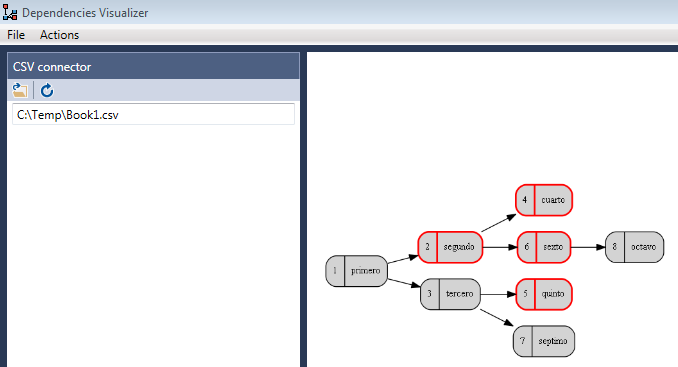 Dependencies Visualizer
File Actions
CSV connector
C:\Temp\Book1.csv
4 cuarto
2 segundo
6 sexto
8 octavo
1 primero
3 tercero
5 quinto
7 septimo